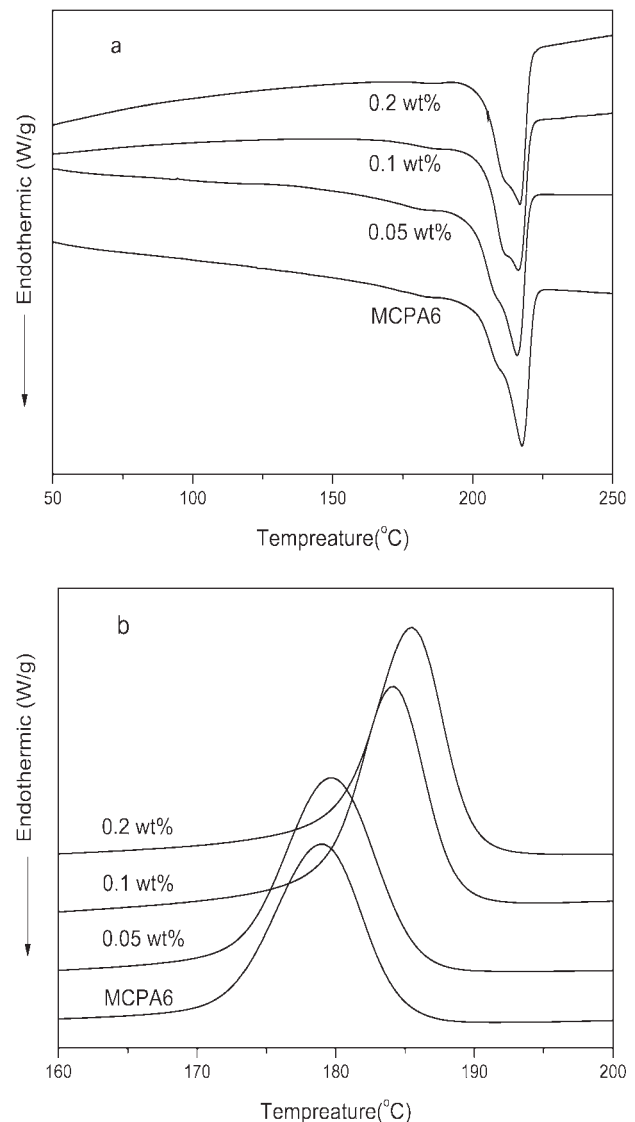 a
0.2 wt%
0.1 wt%
0.05 wt%
MCPA6
Endothermic (W/g)
50 100 150 200 250
Tempreature(°C)
b
0.2 wt%
0.1 wt%
0.05 wt%
MCPA6
Endothermic (W/g)
160 170 180 190 200
Tempreature(°C)